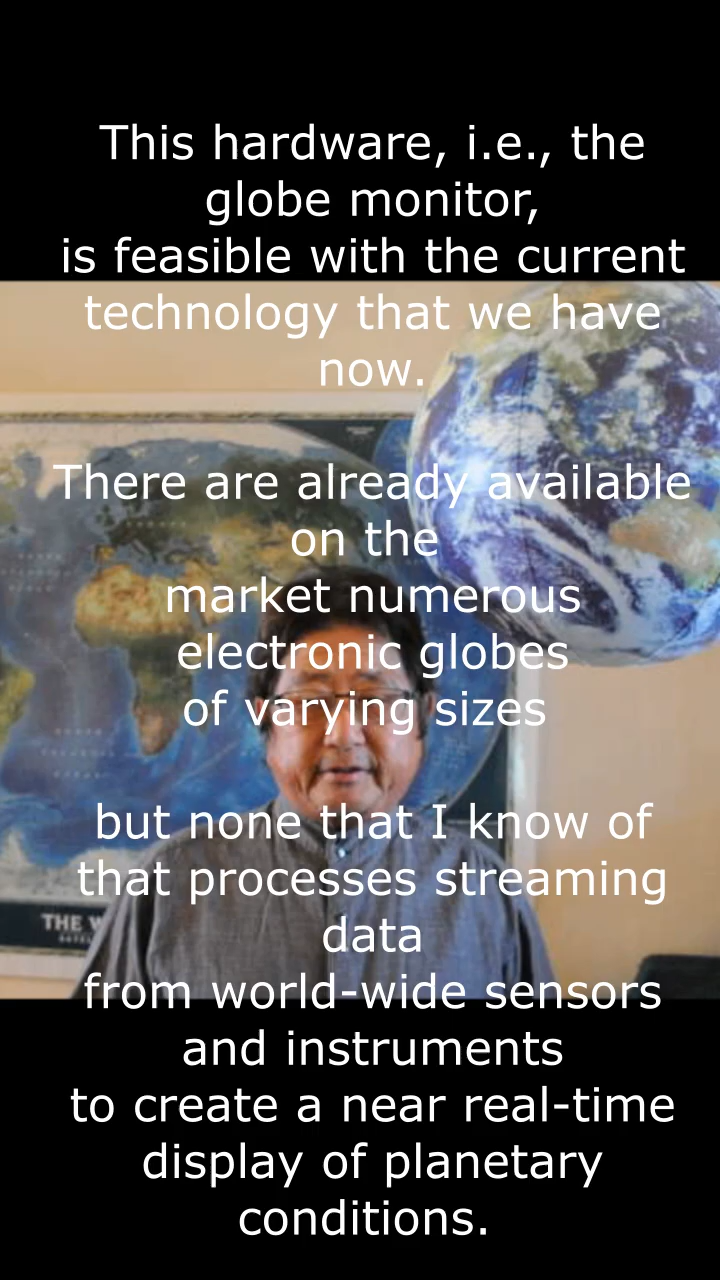 This hardware, i.e., the
globe monitor,
is feasible with the current
technology that we have
now.
There are already available
on the
market numerous
electronic globes
of varying sizes
but none that I know of
that processes streaming
data
from world-wide sensors
and instruments
to create a near real-time
display of planetary
conditions.
THE W